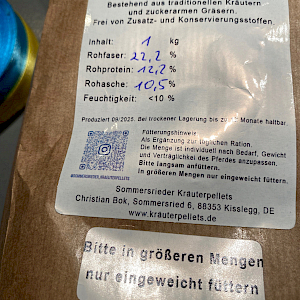 Bestehend aus traditionellen Kräutern
und zuckerarmen Gräsern.
Frei von Zusatz- und Konservierungsstoffen.
Inhalt: 1 kg
Rohfaser: 22,2 %
Rohprotein: 12,2 %
Rohasche: 10,5 %
Feuchtigkeit: <10 %
Produziert 09/2025. Bei trockener Lagerung bis zu Monate haltbar.
Fütterungshinweis:
Als Ergänzung zur täglichen Ration.
Die Menge ist individuell nach Bedarf, Gewicht
und Verträglichkeit des Pferdes anzupassen.
Bitte langsam anfüttern.
In größeren Mengen nur eingeweicht füttern.
Sommersrieder Kräuterpellets
Christian Bok, Sommersried 6, 88353 Kisslegg, DE
www.kraeuterpellets.de
Bitte in größeren Mengen
nur eingeweicht füttern